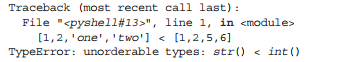 Traceback (most recent call last):
  File "<pyshell#13>", line 1, in <module>
    [1,2,'one','two'] < [1,2,5,6]
TypeError: unorderable types: str() < int()